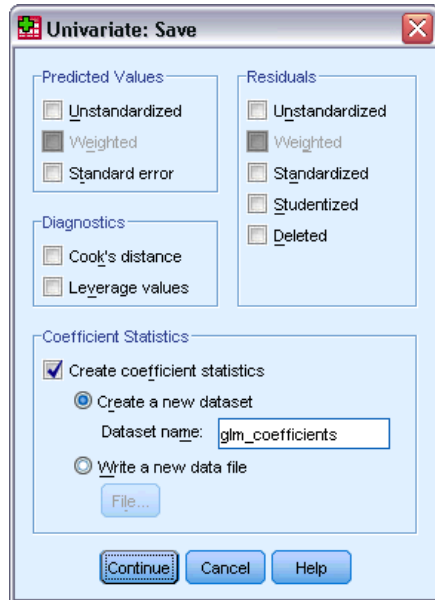 Univariate: Save
Predicted Values
Unstandardized
Weighted
Standard error
Diagnostics
Cook's distance
Leverage values
Residuals
Unstandardized
Weighted
Standardized
Studentized
Deleted
Coefficient Statistics
Create coefficient statistics
Create a new dataset
Dataset name: glm_coefficients
Write a new data file
File...
Continue Cancel Help